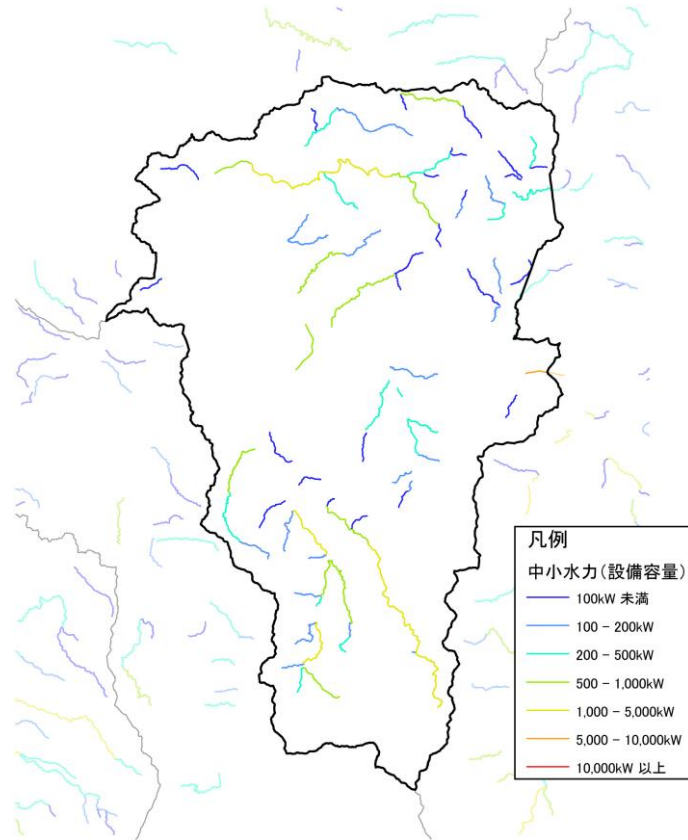 凡例
中小水力(設備容量)
100kW 未満
100 - 200kW
200 - 500kW
500 - 1,000kW
1,000 - 5,000kW
5,000 - 10,000kW
10,000kW 以上